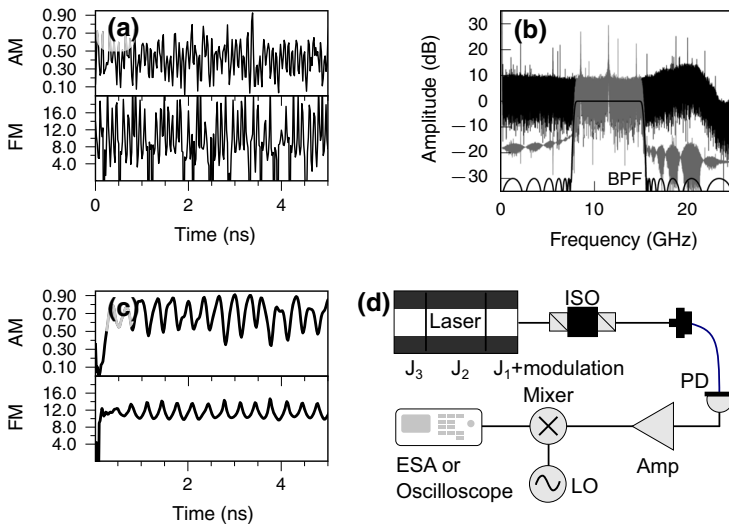 (a)
AM
0.90
0.70
0.50
0.30
0.10
FM
16.0
12.0
8.0
4.0
0 2 4
Time (ns)
(b)
Amplitude (dB)
30
20
10
0
−10
−20
−30
BPF
0 10 20
Frequency (GHz)
(c)
AM
0.90
0.70
0.50
0.30
0.10
FM
16.0
12.0
8.0
4.0
0 2 4
Time (ns)
(d)
ISO
Laser
J3 J2 J1+modulation
PD
Mixer
ESA or
Oscilloscope
LO
Amp